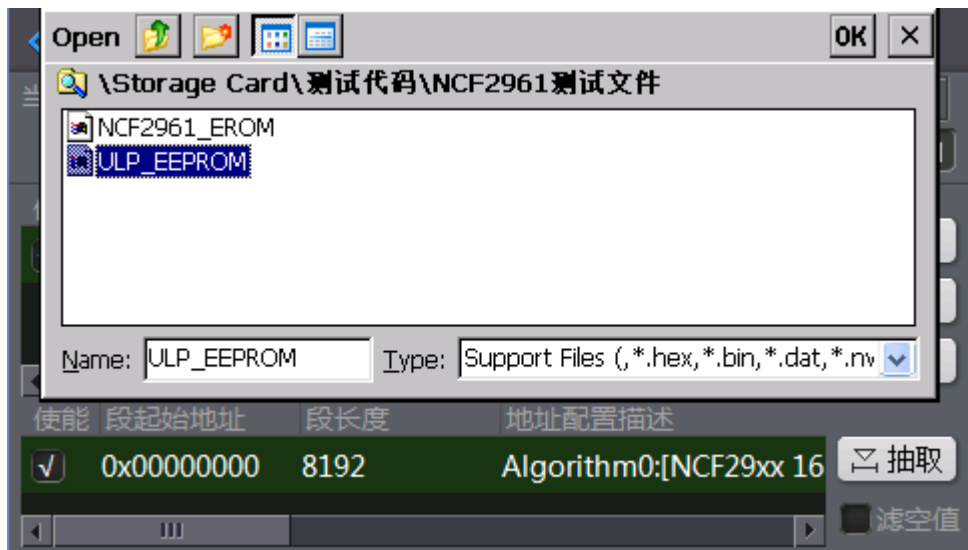 Open OK ×
\Storage Card\测试代码\NCF2961测试文件
NCF2961_EROM
ULP_EEPROM
Name: ULP_EEPROM Type: Support Files (,*.hex,*.bin,*.dat,*.nv
使能 段起始地址 段长度 地址配置描述
√ 0x00000000 8192 Algorithm0:[NCF29xx 16 抽取
滤空值